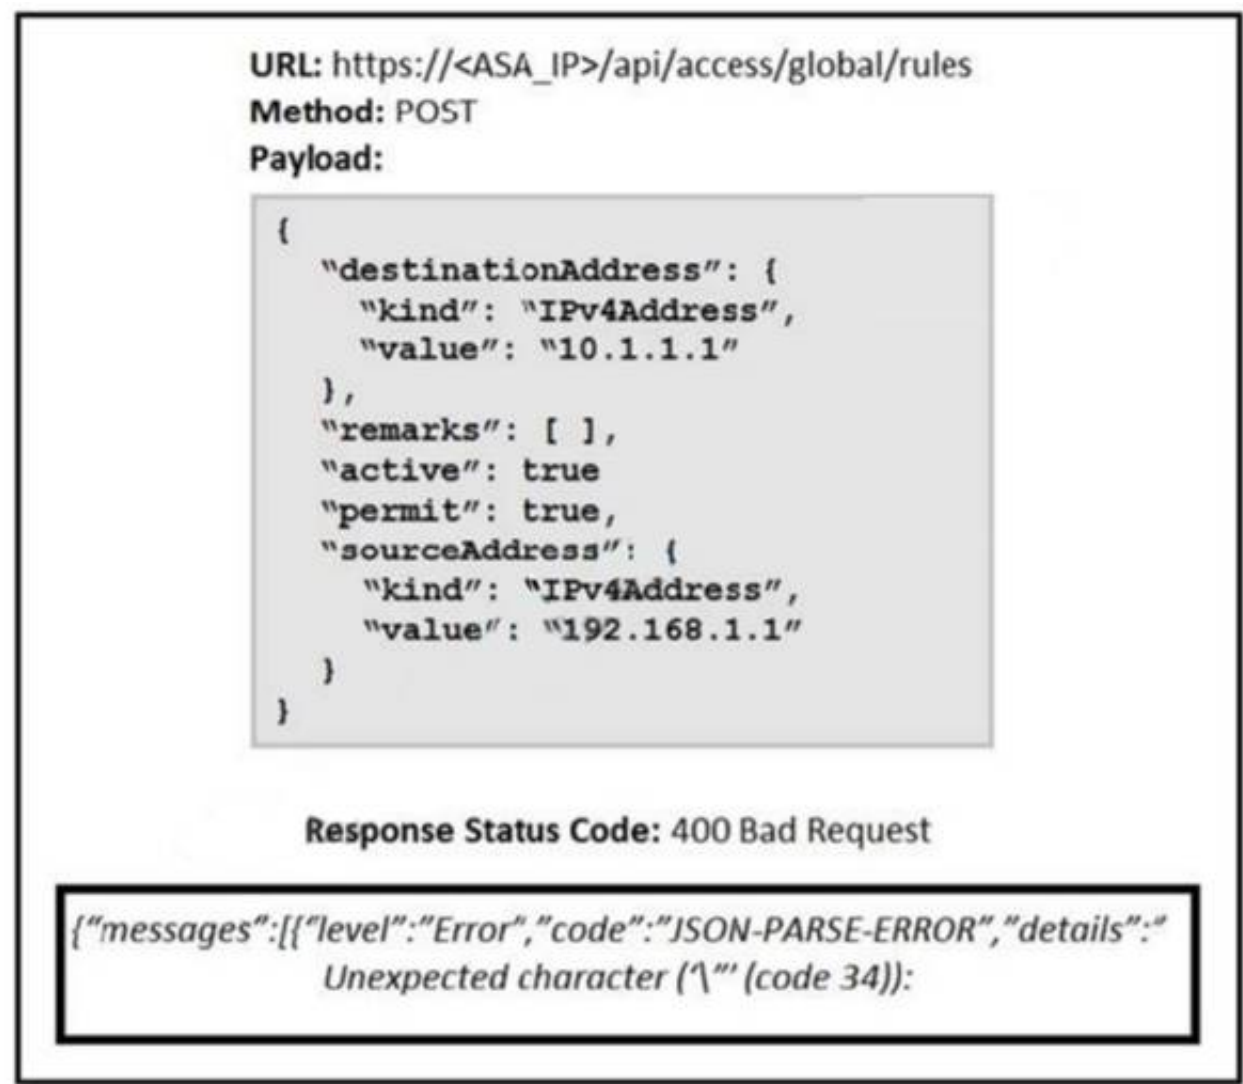 URL: https://<ASA_IP>/api/access/global/rules
Method: POST
Payload:
{
"destinationAddress": {
"kind": "IPv4Address",
"value": "10.1.1.1"
},
"remarks": [ ],
"active": true
"permit": true,
"sourceAddress": {
"kind": "IPv4Address",
"value": "192.168.1.1"
}
}
Response Status Code: 400 Bad Request
{"messages":[{"level":"Error","code":"JSON-PARSE-ERROR","details":"
Unexpected character ('\"' (code 34)):